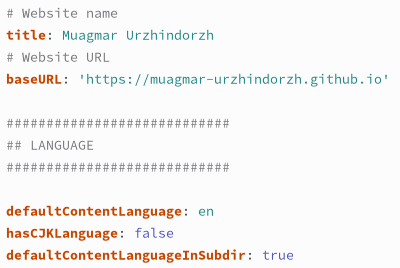 # Website name
title: Muagmar Urzhindorzh
# Website URL
baseURL: 'https://muagmar-urzhindorzh.github.io'
############################
## LANGUAGE
############################
defaultContentLanguage: en
hasCJKLanguage: false
defaultContentLanguageInSubdir: true